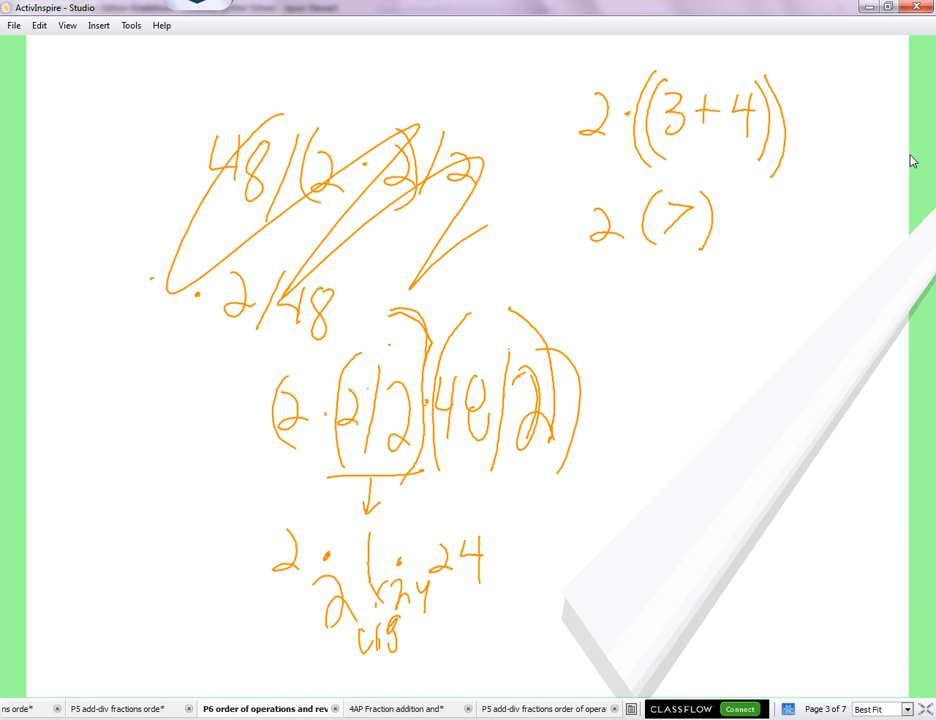 ActivInspire - Studio
File Edit View Insert Tools Help
2 · ((3 + 4))
48/(2 · 2)/2
2 (7)
· 2/48
(2 · (2/2) · (48/2))
2 · 1 · 24
2 · 24
48
ns orde* P5 add-div fractions orde* P6 order of operations and rev 4AP Fraction addition and* P5 add-div fractions order of opera CLASSFLOW Connect Page 3 of 7 Best Fit